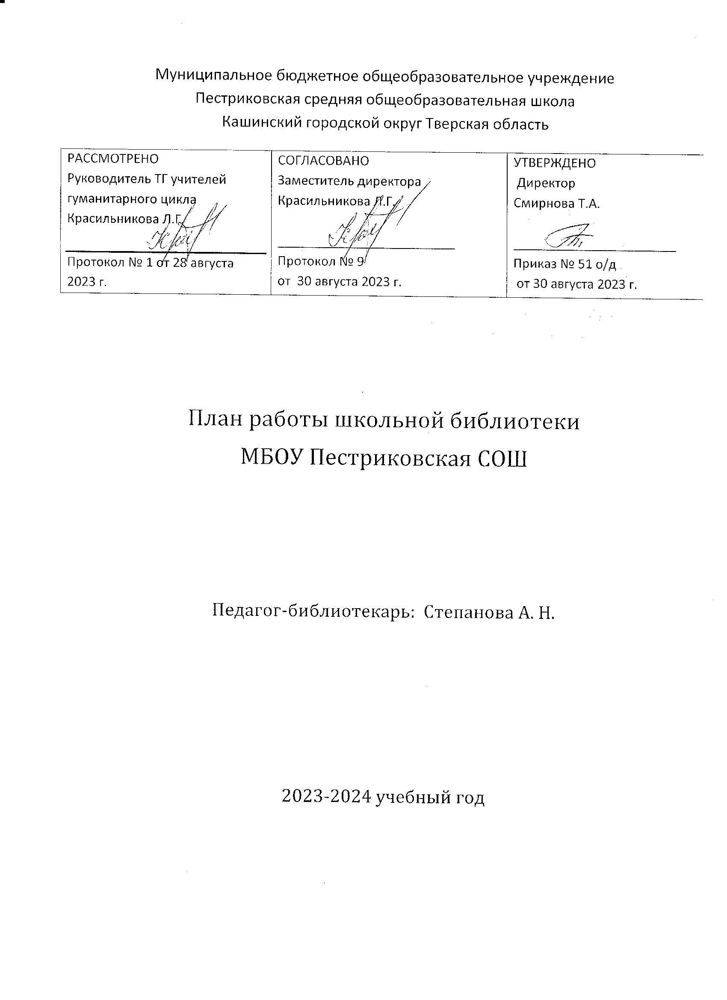 Муниципальное бюджетное общеобразовательное учреждение
Пестриковская средняя общеобразовательная школа
Кашинский городской округ Тверская область
РАССМОТРЕНО
Руководитель ТГ учителей
гуманитарного цикла
Красильникова Л.Г.
Протокол № 1 от 28 августа
2023 г.
СОГЛАСОВАНО
Заместитель директора
Красильникова Л.Г.
Протокол № 9
от 30 августа 2023 г.
УТВЕРЖДЕНО
Директор
Смирнова Т.А.
Приказ № 51 о/д
от 30 августа 2023 г.
План работы школьной библиотеки
МБОУ Пестриковская СОШ
Педагог-библиотекарь: Степанова А. Н.
2023-2024 учебный год